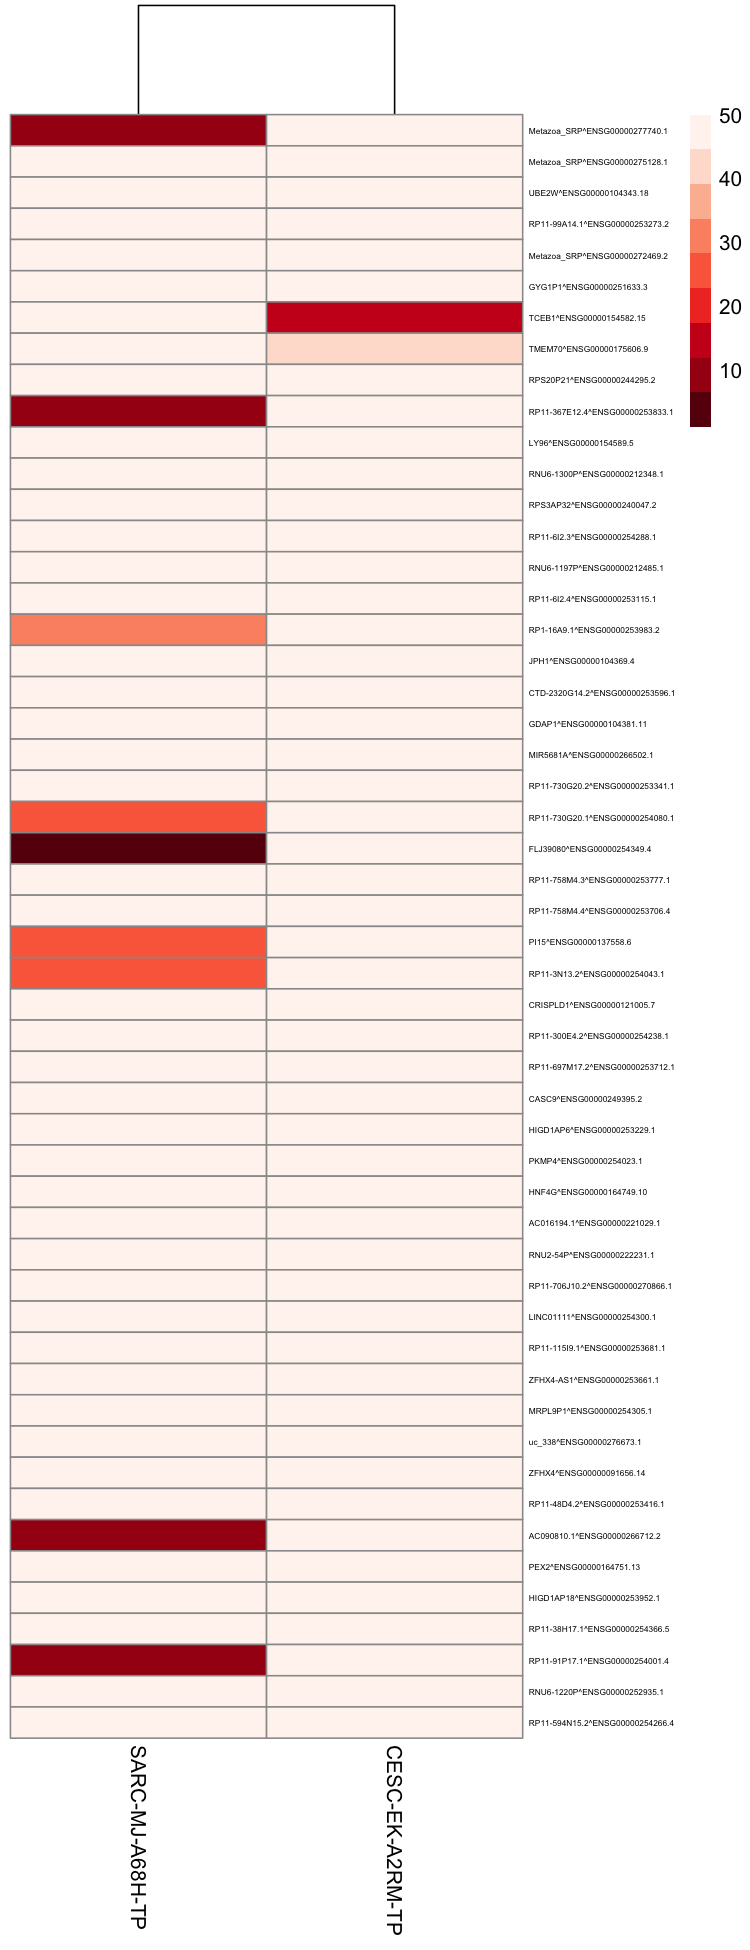 50
40
30
20
10
Metazoa_SRP^ENSG00000277740.1
Metazoa_SRP^ENSG00000275128.1
UBE2W^ENSG00000104343.18
RP11-99A14.1^ENSG00000253273.2
Metazoa_SRP^ENSG00000272469.2
GYG1P1^ENSG00000251633.3
TCEB1^ENSG00000154582.15
TMEM70^ENSG00000175606.9
RPS20P21^ENSG00000244295.2
RP11-367E12.4^ENSG00000253833.1
LY96^ENSG00000154589.5
RNU6-1300P^ENSG00000212348.1
RPS3AP32^ENSG00000240047.2
RP11-6I2.3^ENSG00000254288.1
RNU6-1197P^ENSG00000212485.1
RP11-6I2.4^ENSG00000253115.1
RP1-16A9.1^ENSG00000253983.2
JPH1^ENSG00000104369.4
CTD-2320G14.2^ENSG00000253596.1
GDAP1^ENSG00000104381.11
MIR5681A^ENSG00000266502.1
RP11-730G20.2^ENSG00000253341.1
RP11-730G20.1^ENSG00000254080.1
FLJ39080^ENSG00000254349.4
RP11-758M4.3^ENSG00000253777.1
RP11-758M4.4^ENSG00000253706.4
PI15^ENSG00000137558.6
RP11-3N13.2^ENSG00000254043.1
CRISPLD1^ENSG00000121005.7
RP11-300E4.2^ENSG00000254238.1
RP11-697M17.2^ENSG00000253712.1
CASC9^ENSG00000249395.2
HIGD1AP6^ENSG00000253229.1
PKMP4^ENSG00000254023.1
HNF4G^ENSG00000164749.10
AC016194.1^ENSG00000221029.1
RNU2-54P^ENSG00000222231.1
RP11-706J10.2^ENSG00000270866.1
LINC01111^ENSG00000254300.1
RP11-115I9.1^ENSG00000253681.1
ZFHX4-AS1^ENSG00000253661.1
MRPL9P1^ENSG00000254305.1
uc_338^ENSG00000276673.1
ZFHX4^ENSG00000091656.14
RP11-48D4.2^ENSG00000253416.1
AC090810.1^ENSG00000266712.2
PEX2^ENSG00000164751.13
HIGD1AP18^ENSG00000253952.1
RP11-38H17.1^ENSG00000254366.5
RP11-91P17.1^ENSG00000254001.4
RNU6-1220P^ENSG00000252935.1
RP11-594N15.2^ENSG00000254266.4
SARC-MJ-A68H-TP
CESC-EK-A2RM-TP